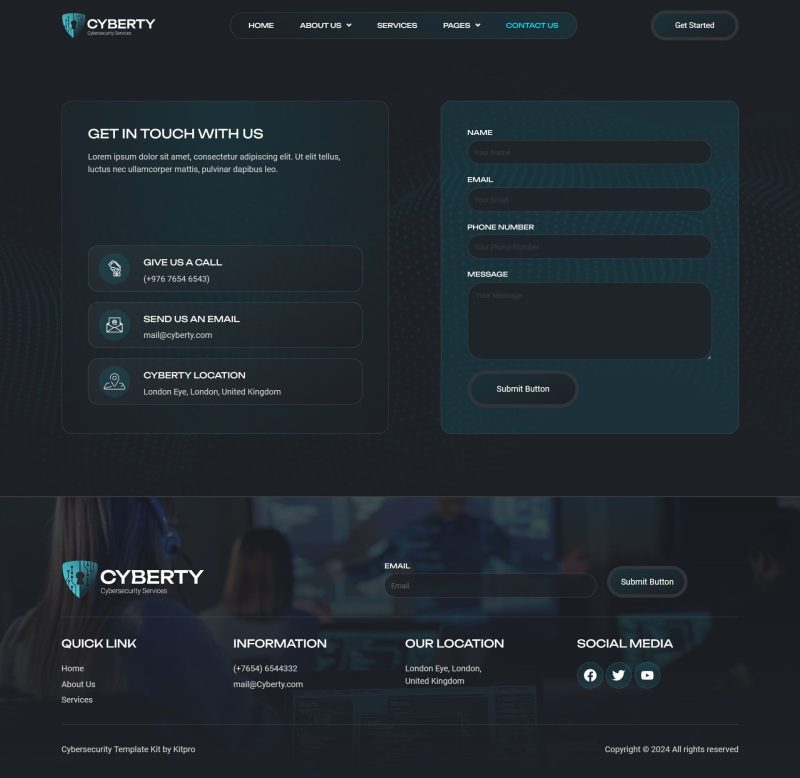 CYBERTY
Cybersecurity Services
HOME
ABOUT US
SERVICES
PAGES
CONTACT US
Get Started
GET IN TOUCH WITH US
Lorem ipsum dolor sit amet, consectetur adipiscing elit. Ut elit tellus,
luctus nec ullamcorper mattis, pulvinar dapibus leo.
GIVE US A CALL
(+976 7654 6543)
SEND US AN EMAIL
mail@cyberty.com
CYBERTY LOCATION
London Eye, London, United Kingdom
NAME
Your Name
EMAIL
Your Email
PHONE NUMBER
Your Phone Number
MESSAGE
Your Message
Submit Button
CYBERTY
Cybersecurity Services
EMAIL
Email
Submit Button
QUICK LINK
Home
About Us
Services
INFORMATION
(+7654) 6544332
mail@Cyberty.com
OUR LOCATION
London Eye, London,
United Kingdom
SOCIAL MEDIA
Cybersecurity Template Kit by Kitpro
Copyright © 2024 All rights reserved